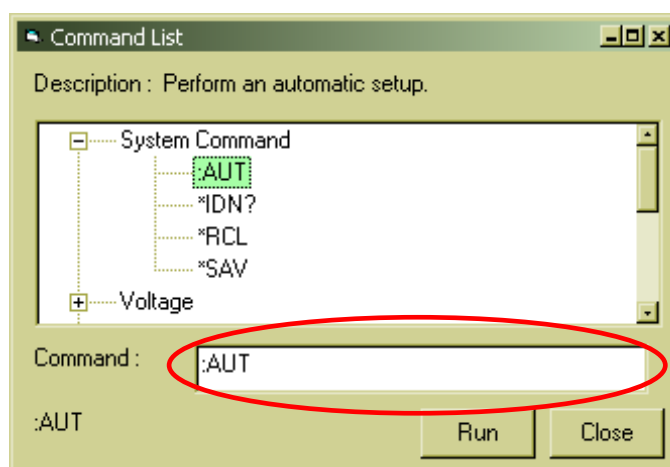 Command List
Description : Perform an automatic setup.
System Command
:AUT
*IDN?
*RCL
*SAV
Voltage
Command : :AUT
:AUT Run Close